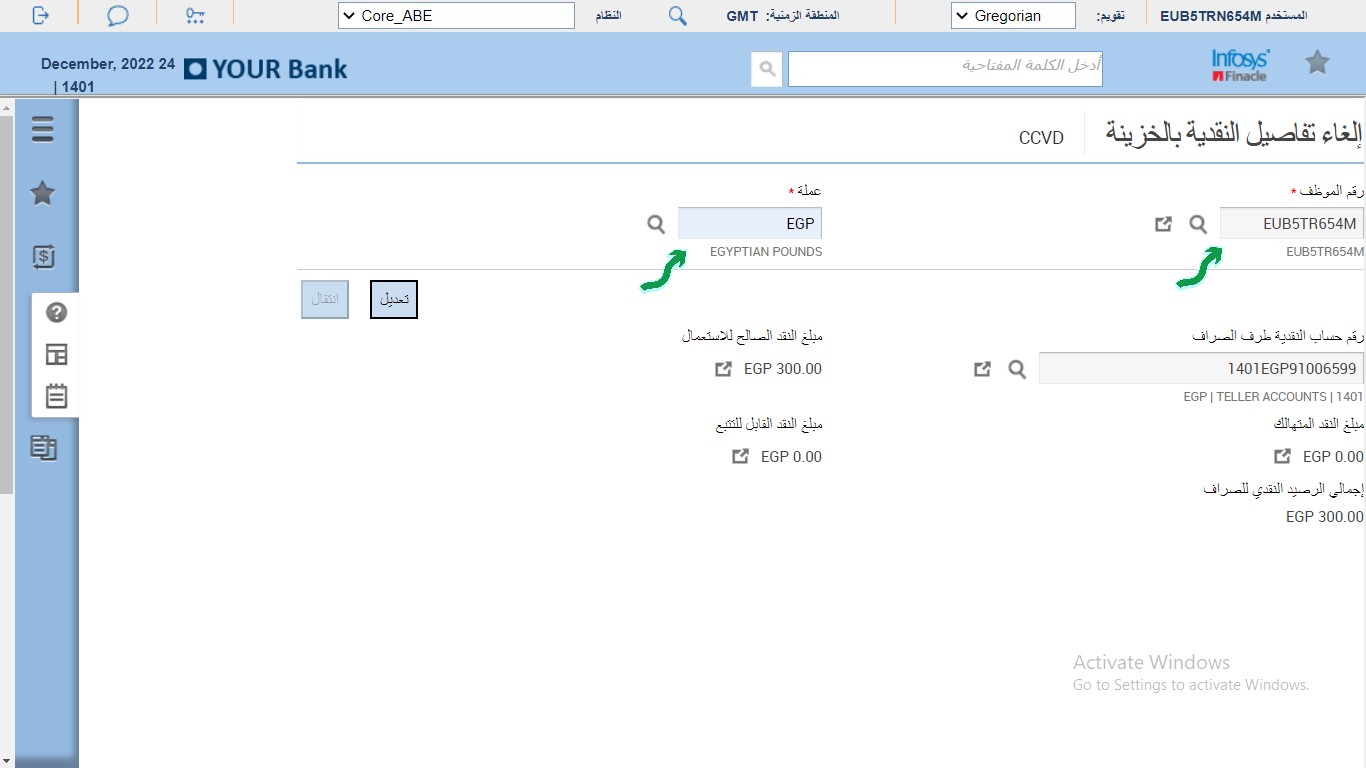 المستخدم EUB5TRN654M
تقويم: Gregorian
المنطقة الزمنية: GMT
النظام Core_ABE
Infosys
Finacle
أدخل الكلمة المفتاحية
YOUR Bank
December, 2022 24
| 1401
إلغاء تفاصيل النقدية بالخزينة CCVD
رقم الموظف * عملة *
EUB5TR654M EGP
EUB5TR654M EGYPTIAN POUNDS
تعديل انتقال
رقم حساب النقدية طرف الصراف مبلغ النقد الصالح للاستعمال
1401EGP91006599 EGP 300.00
EGP | TELLER ACCOUNTS | 1401
مبلغ النقد المتهالك مبلغ النقد القابل للتتبع
EGP 0.00 EGP 0.00
إجمالي الرصيد النقدي للصراف
EGP 300.00
Activate Windows
Go to Settings to activate Windows.